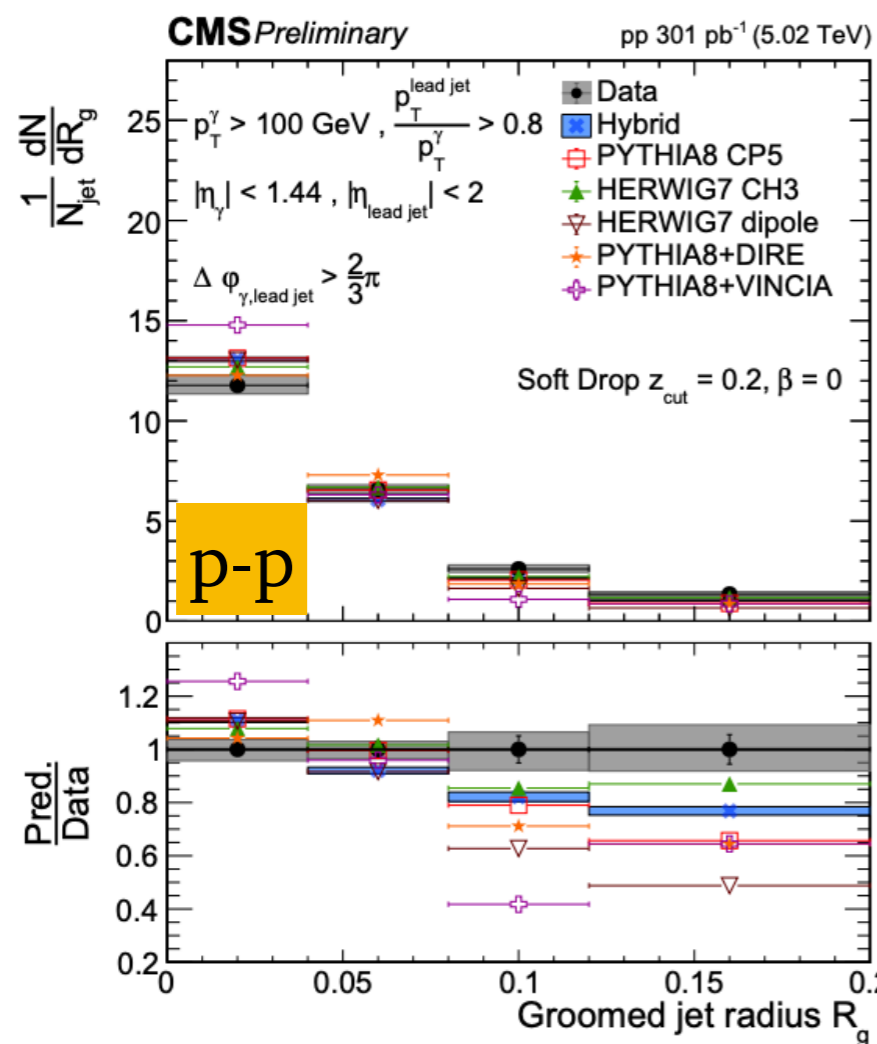 CMS Preliminary
pp 301 pb⁻¹ (5.02 TeV)
1/N_jet dN/dR_g
25
20
15
10
5
0
p_T^γ > 100 GeV , p_T^lead jet / p_T^γ > 0.8
|η_γ| < 1.44 , |η_lead jet| < 2
Δ φ_γ,lead jet > 2/3 π
Data
Hybrid
PYTHIA8 CP5
HERWIG7 CH3
HERWIG7 dipole
PYTHIA8+DIRE
PYTHIA8+VINCIA
Soft Drop z_cut = 0.2, β = 0
p-p
Pred./Data
1.2
1
0.8
0.6
0.4
0.2
0 0.05 0.1 0.15
Groomed jet radius R_g